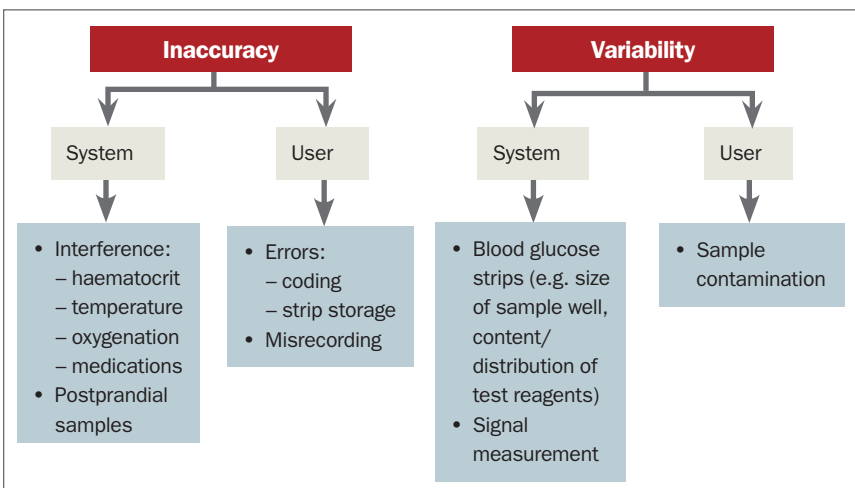 Inaccuracy
System
User
• Interference:
– haematocrit
– temperature
– oxygenation
– medications
• Postprandial
samples
• Errors:
– coding
– strip storage
• Misrecording
Variability
System
User
• Blood glucose
strips (e.g. size
of sample well,
content/
distribution of
test reagents)
• Signal
measurement
• Sample
contamination